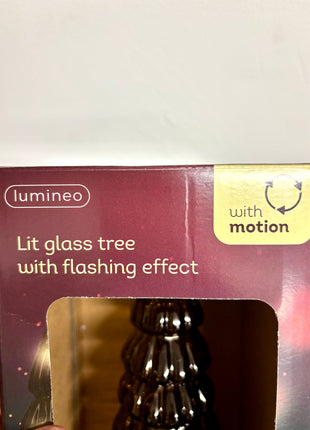 lumineo
with
motion
Lit glass tree
with flashing effect